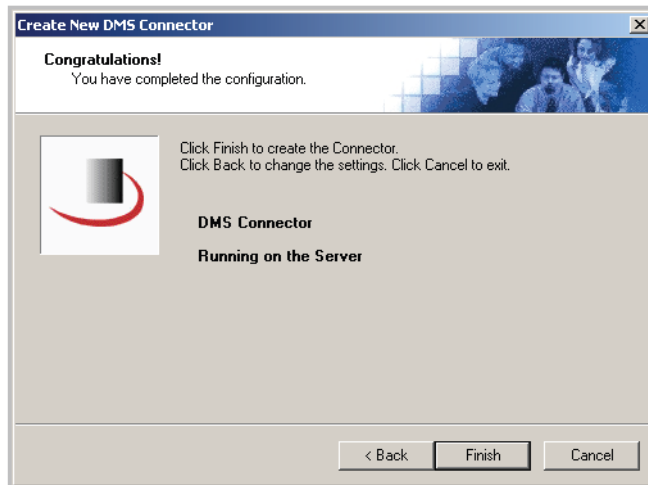 Create New DMS Connector
Congratulations!
You have completed the configuration.
Click Finish to create the Connector.
Click Back to change the settings. Click Cancel to exit.
DMS Connector
Running on the Server
< Back
Finish
Cancel